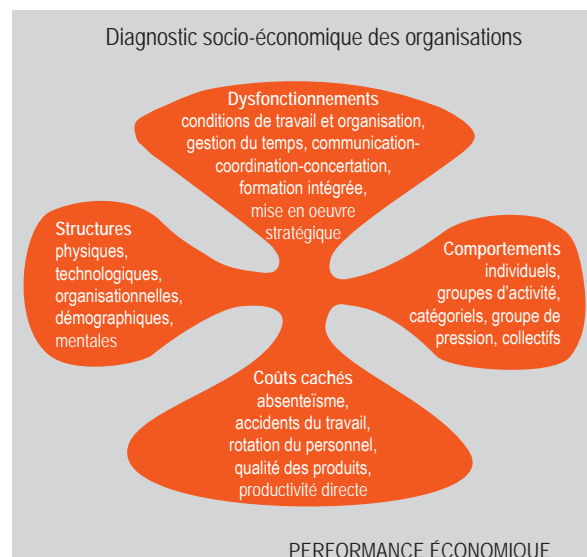 Diagnostic socio-économique des organisations
Dysfonctionnements
conditions de travail et organisation,
gestion du temps, communication-
coordination-concertation,
formation intégrée,
mise en oeuvre
stratégique
Structures
physiques,
technologiques,
organisationnelles,
démographiques,
mentales
Comportements
individuels,
groupes d'activité,
catégoriels, groupe de
pression, collectifs
Coûts cachés
absenteïsme,
accidents du travail,
rotation du personnel,
qualité des produits,
productivité directe
PERFORMANCE ÉCONOMIQUE